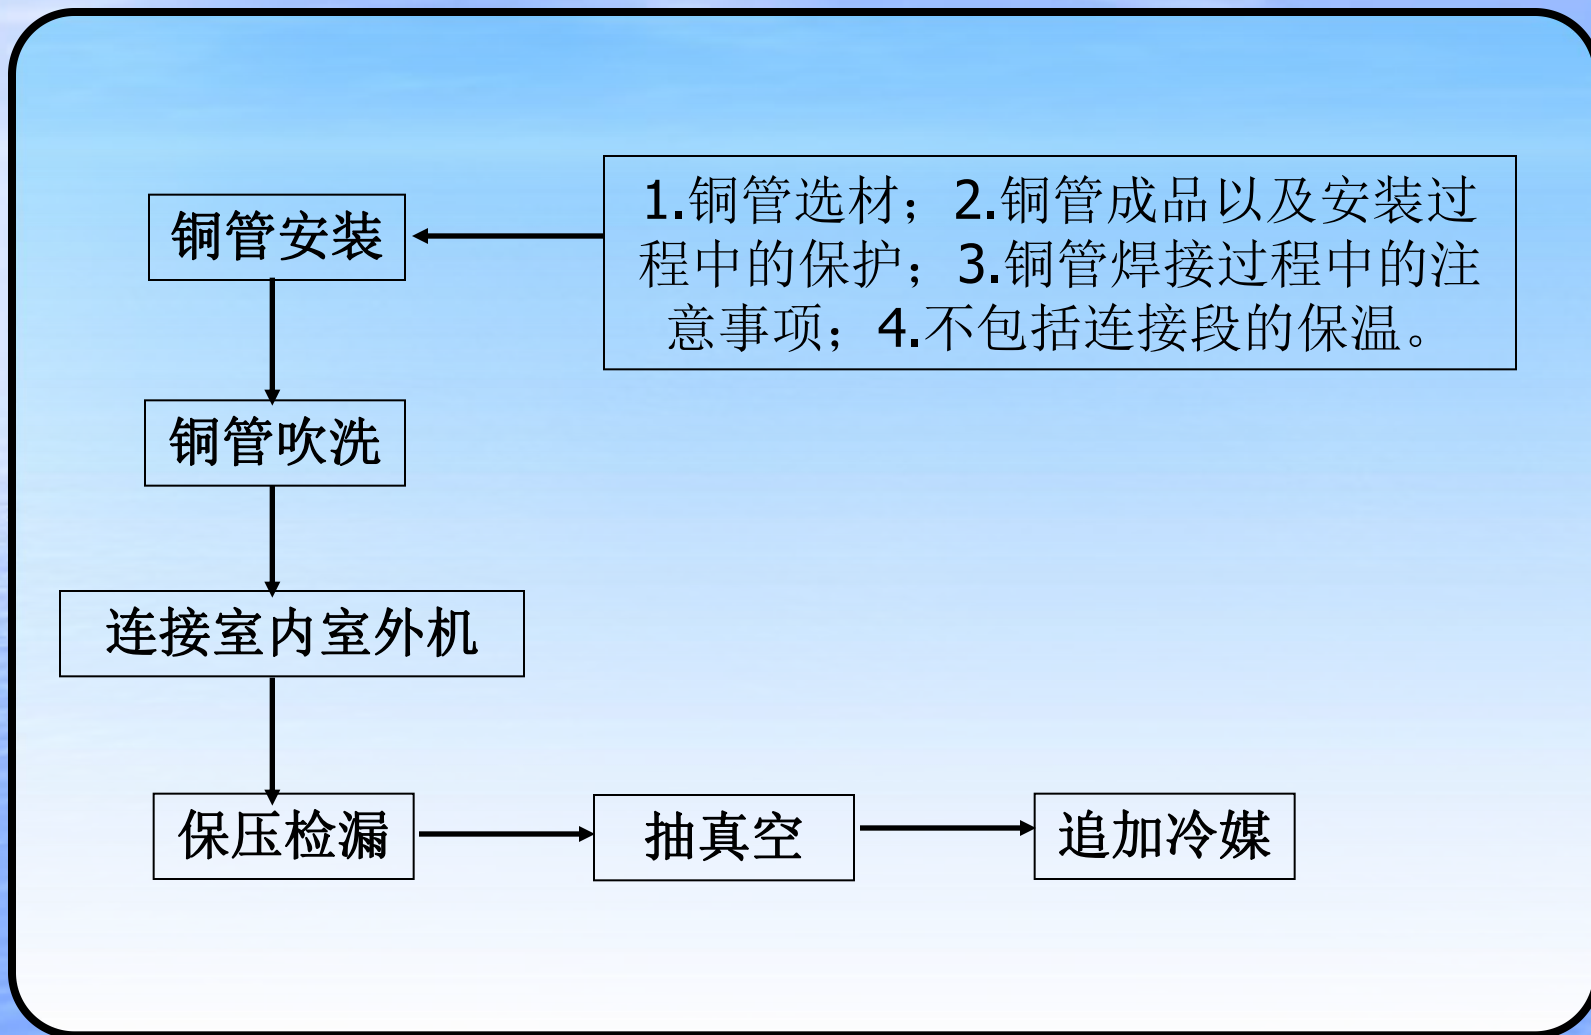 铜管安装
1.铜管选材；2.铜管成品以及安装过
程中的保护；3.铜管焊接过程中的注
意事项；4.不包括连接段的保温。
铜管吹洗
连接室内室外机
保压检漏
抽真空
追加冷媒